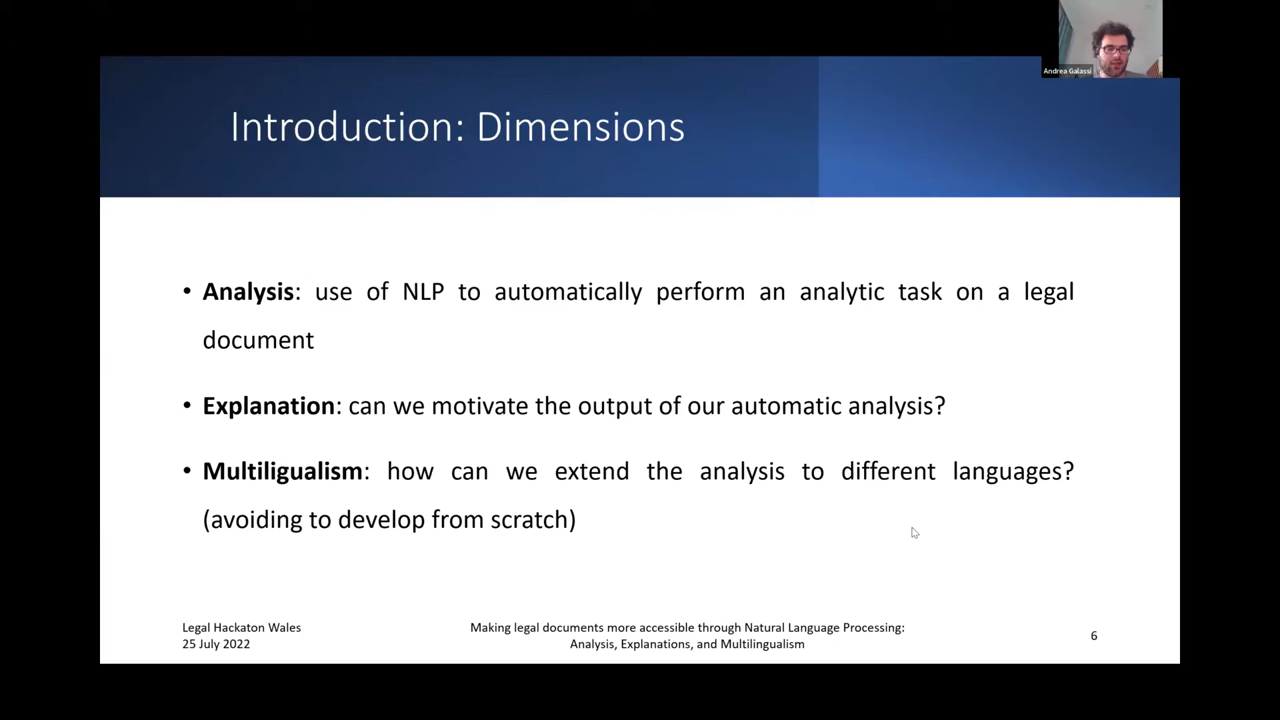 Andrea Galassi
Introduction: Dimensions
• Analysis: use of NLP to automatically perform an analytic task on a legal
document
• Explanation: can we motivate the output of our automatic analysis?
• Multiligualism: how can we extend the analysis to different languages?
(avoiding to develop from scratch)
Legal Hackaton Wales
25 July 2022
Making legal documents more accessible through Natural Language Processing:
Analysis, Explanations, and Multilingualism
6